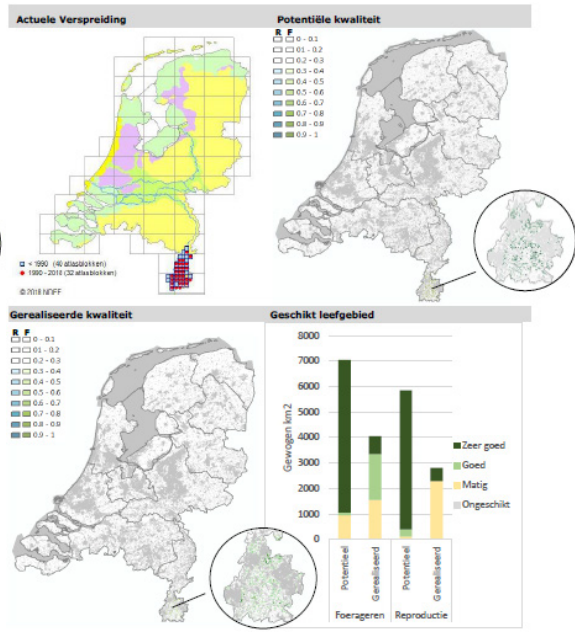 Actuele Verspreiding
< 1990 (40 atlasblokken)
1990 - 2018 (32 atlasblokken)
© 2018 NDFF
Potentiële kwaliteit
R F
0 - 0.1
01 - 0.2
0.2 - 0.3
0.3 - 0.4
0.4 - 0.5
0.5 - 0.6
0.6 - 0.7
0.7 - 0.8
0.8 - 0.9
0.9 - 1
Gerealiseerde kwaliteit
R F
0 - 0.1
01 - 0.2
0.2 - 0.3
0.3 - 0.4
0.4 - 0.5
0.5 - 0.6
0.6 - 0.7
0.7 - 0.8
0.8 - 0.9
0.9 - 1
Geschikt leefgebied
Gewogen km2
8000
7000
6000
5000
4000
3000
2000
1000
0
Potentieel
Gerealiseerd
Potentieel
Gerealiseerd
Foerageren
Reproductie
Zeer goed
Goed
Matig
Ongeschikt